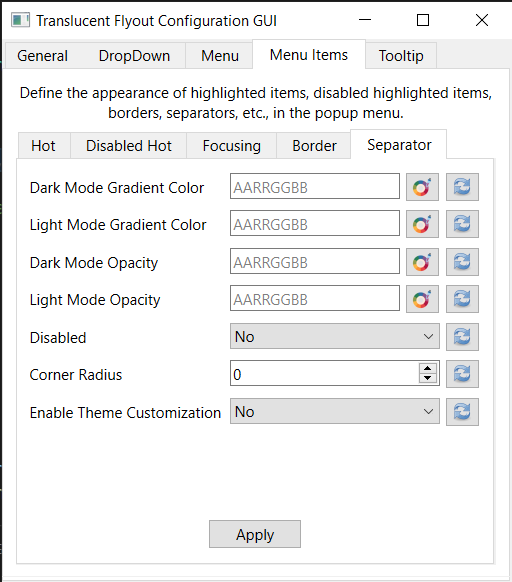 Translucent Flyout Configuration GUI
General DropDown Menu Menu Items Tooltip
Define the appearance of highlighted items, disabled highlighted items,
borders, separators, etc., in the popup menu.
Hot Disabled Hot Focusing Border Separator
Dark Mode Gradient Color AARRGGBB
Light Mode Gradient Color AARRGGBB
Dark Mode Opacity AARRGGBB
Light Mode Opacity AARRGGBB
Disabled No
Corner Radius 0
Enable Theme Customization No
Apply